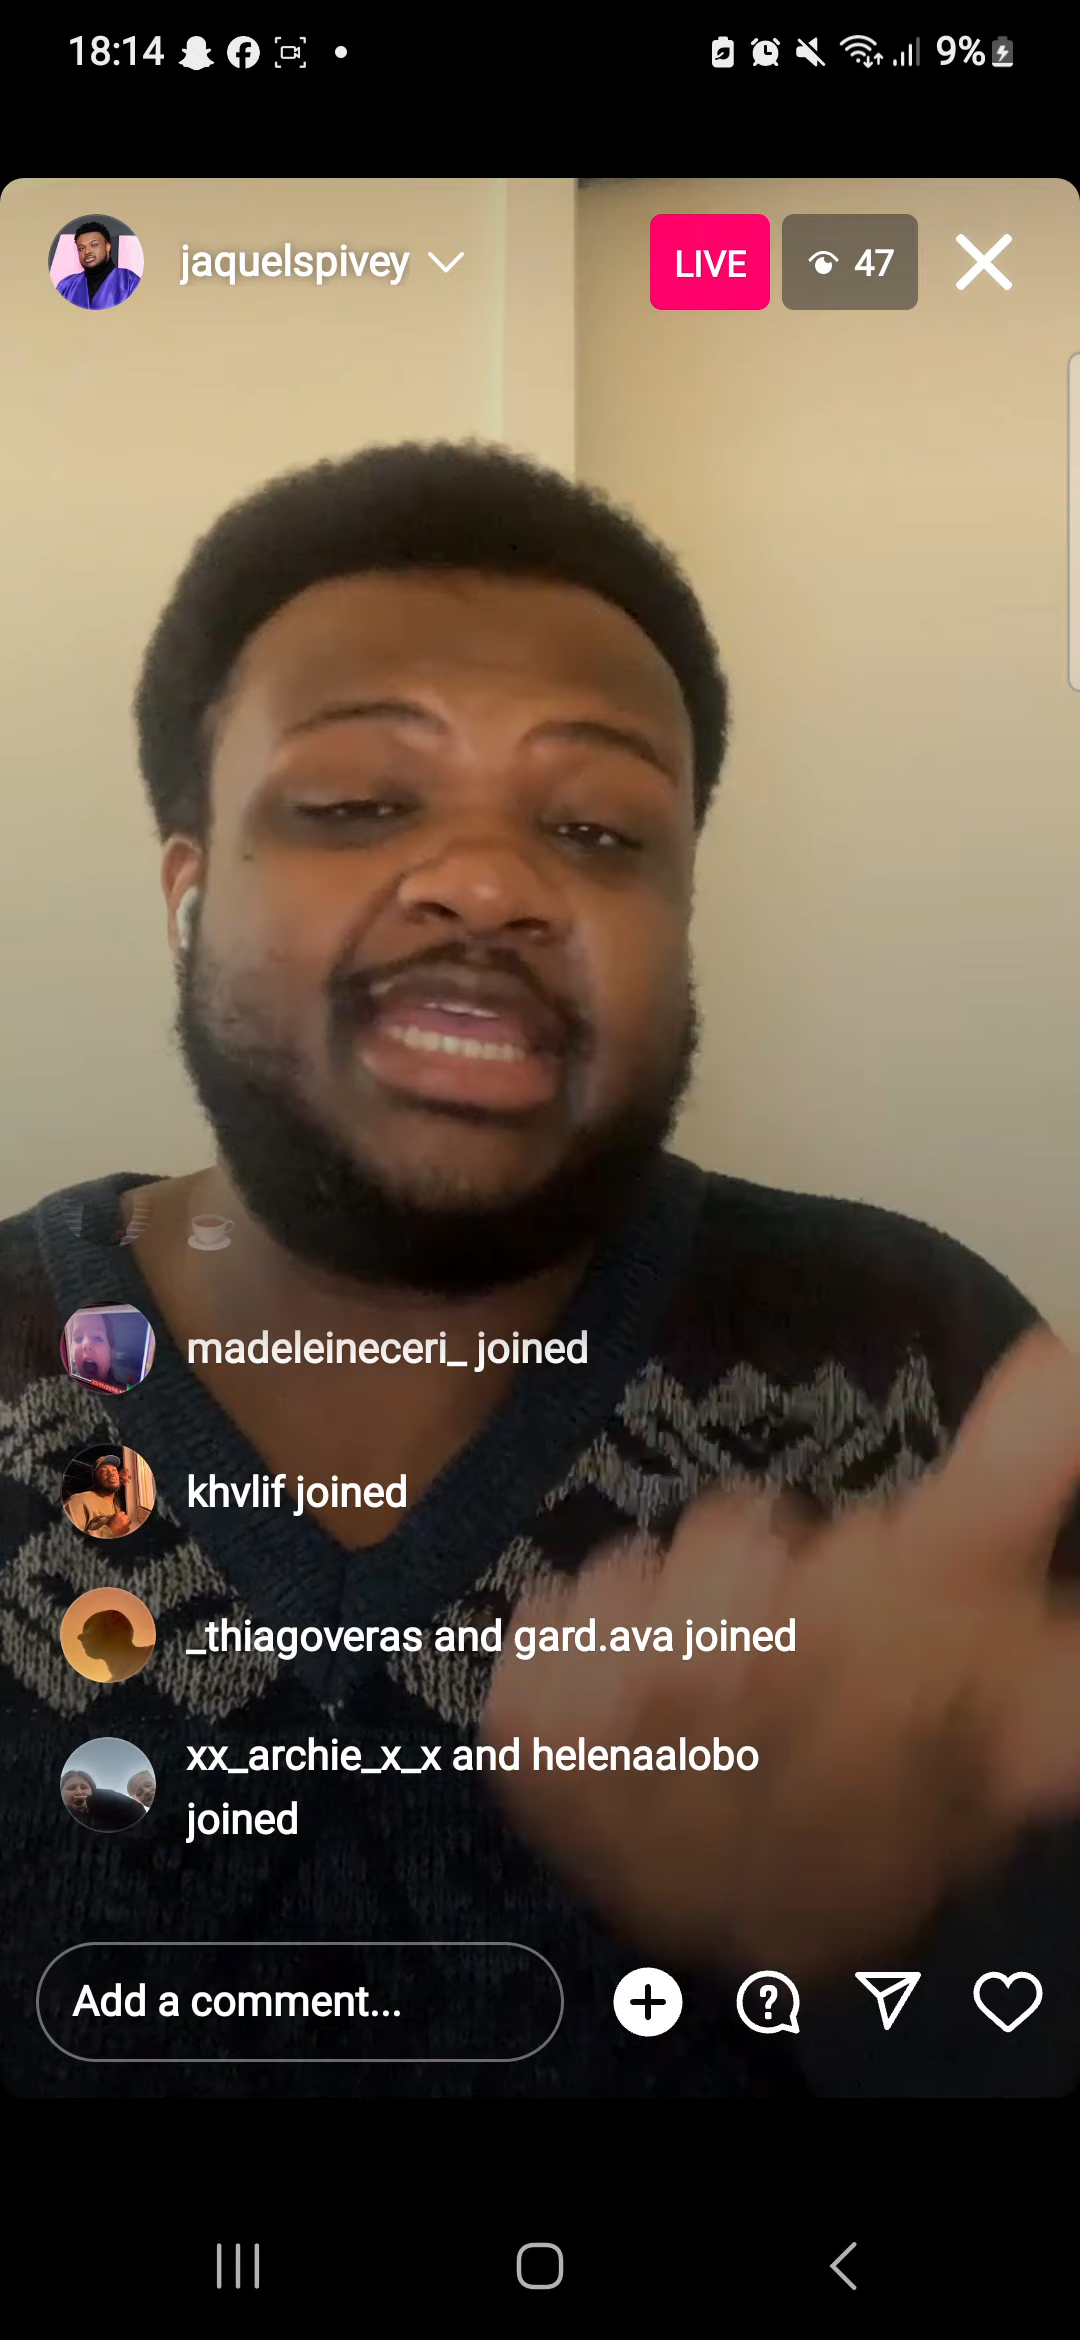 18:14
9%
jaquelspivey
LIVE
47
madeleineceri_ joined
khvlif joined
_thiagoveras and gard.ava joined
xx_archie_x_x and helenaalobo
joined
Add a comment...